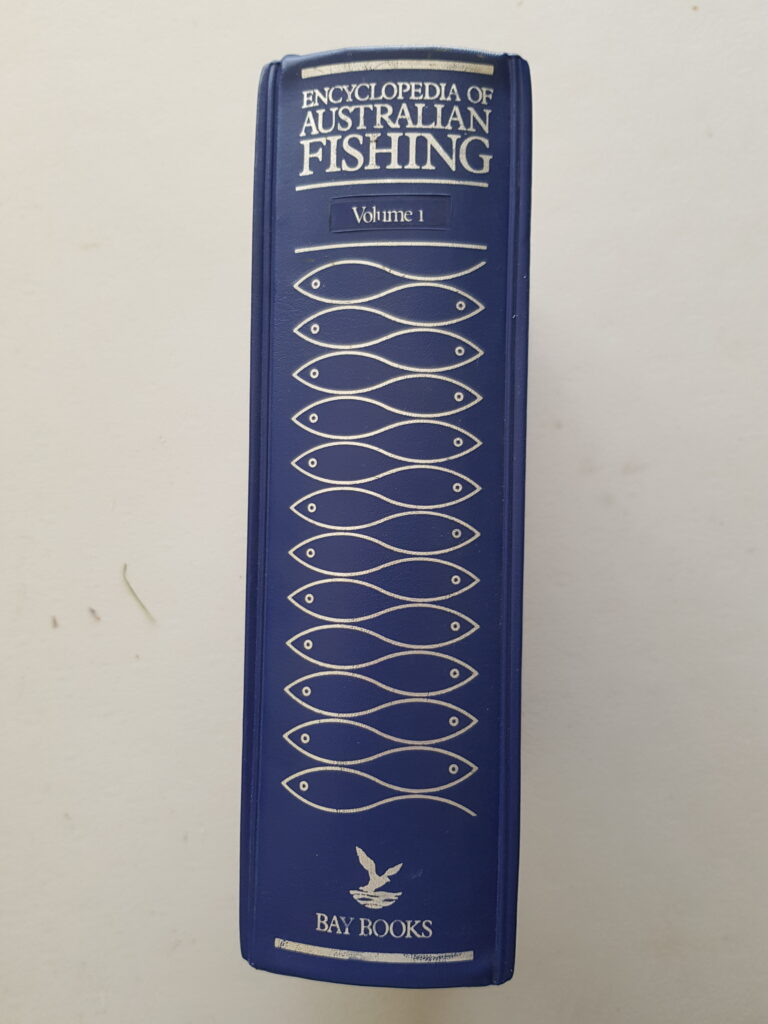 ENCYCLOPEDIA OF
AUSTRALIAN
FISHING
Volume 1
BAY BOOKS